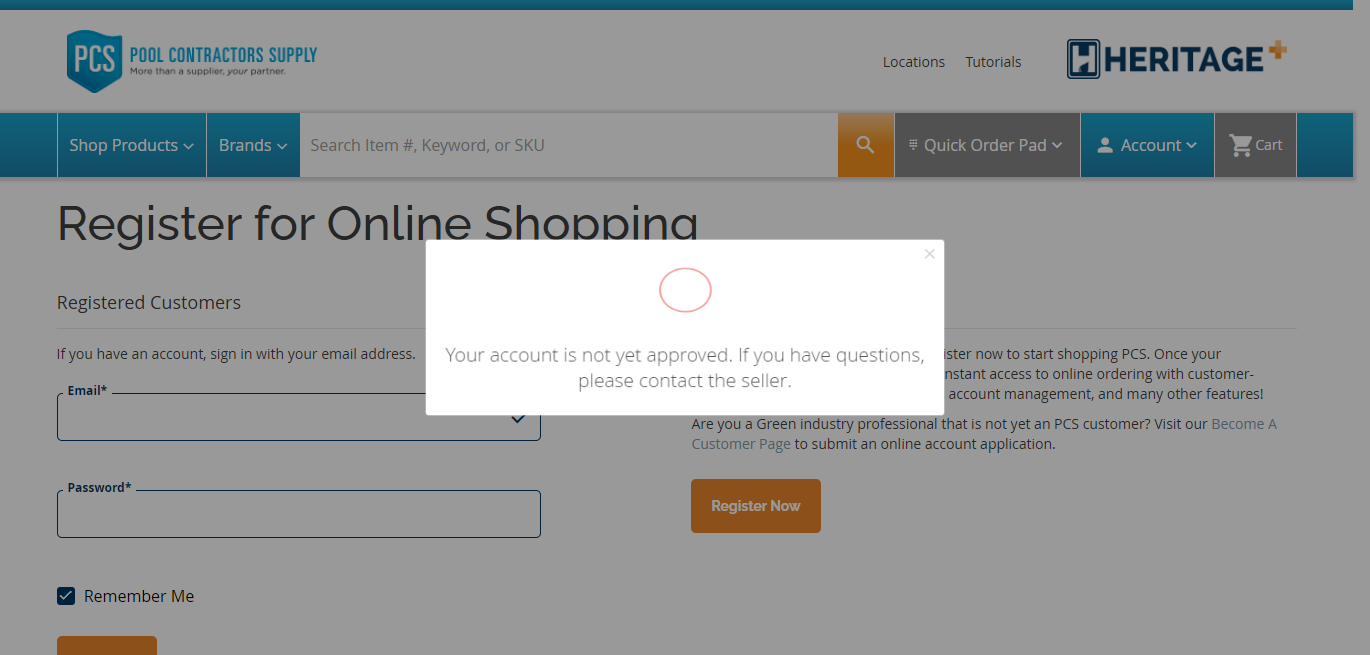 PCS
POOL CONTRACTORS SUPPLY
More than a supplier, your partner.
Locations
Tutorials
HERITAGE+
Shop Products
Brands
Search Item #, Keyword, or SKU
Quick Order Pad
Account
Cart
Register for Online Shopping
Your account is not yet approved. If you have questions,
please contact the seller.
Registered Customers
If you have an account, sign in with your email address.
Email*
Password*
Remember Me
now to start shopping PCS. Once your
access to online ordering with customer-
account management, and many other features!
Are you a Green industry professional that is not yet an PCS customer? Visit our Become A
Customer Page to submit an online account application.
Register Now